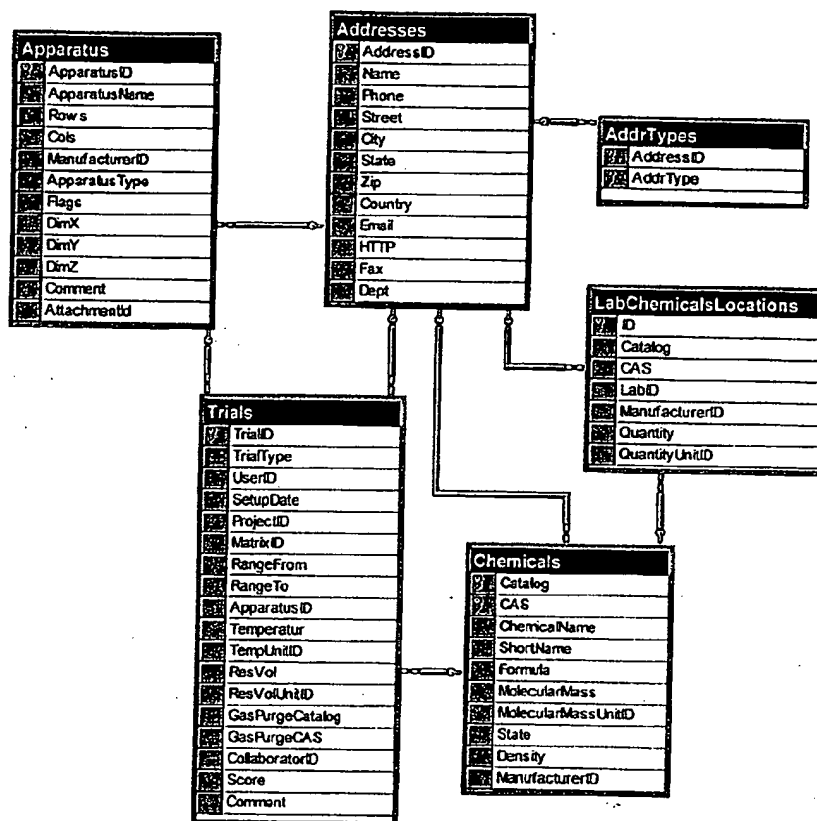 Apparatus
ApparatusID
ApparatusName
Rows
Cols
ManufacturerID
ApparatusType
Flags
DimX
DimY
DimZ
Comment
AttachmentId
Addresses
AddressID
Name
Phone
Street
City
State
Zip
Country
Email
HTTP
Fax
Dept
AddrTypes
AddressID
AddrType
LabChemicalsLocations
ID
Catalog
CAS
LabID
ManufacturerID
Quantity
QuantityUnitID
Trials
TrialID
TrialType
UserID
SetupDate
ProjectID
MatrixID
RangeFrom
RangeTo
ApparatusID
Temperatur
TempUnitID
ResVol
ResVolUnitID
GasPurgeCatalog
GasPurgeCAS
CollaboratorID
Score
Comment
Chemicals
Catalog
CAS
ChemicalName
ShortName
Formula
MolecularMass
MolecularMassUnitID
State
Density
ManufacturerID